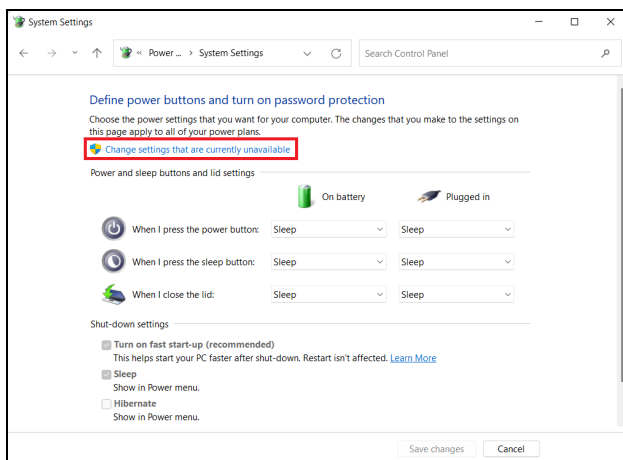 System Settings
« Power ... › System Settings
Search Control Panel
Define power buttons and turn on password protection
Choose the power settings that you want for your computer. The changes that you make to the settings on
this page apply to all of your power plans.
Change settings that are currently unavailable
Power and sleep buttons and lid settings
On battery
Plugged in
When I press the power button: Sleep Sleep
When I press the sleep button: Sleep Sleep
When I close the lid: Sleep Sleep
Shut-down settings
Turn on fast start-up (recommended)
This helps start your PC faster after shut-down. Restart isn't affected. Learn More
Sleep
Show in Power menu.
Hibernate
Show in Power menu.
Save changes Cancel